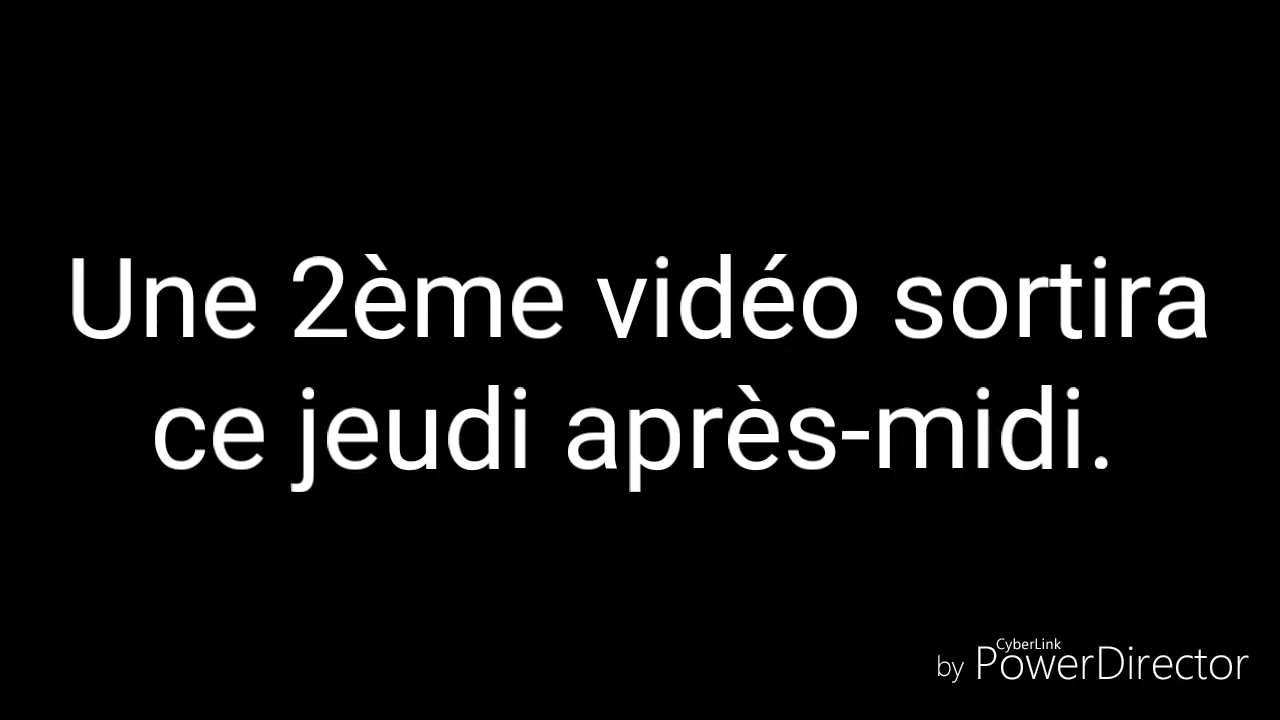 Une 2ème vidéo sortira
ce jeudi après-midi.
CyberLink
by PowerDirector